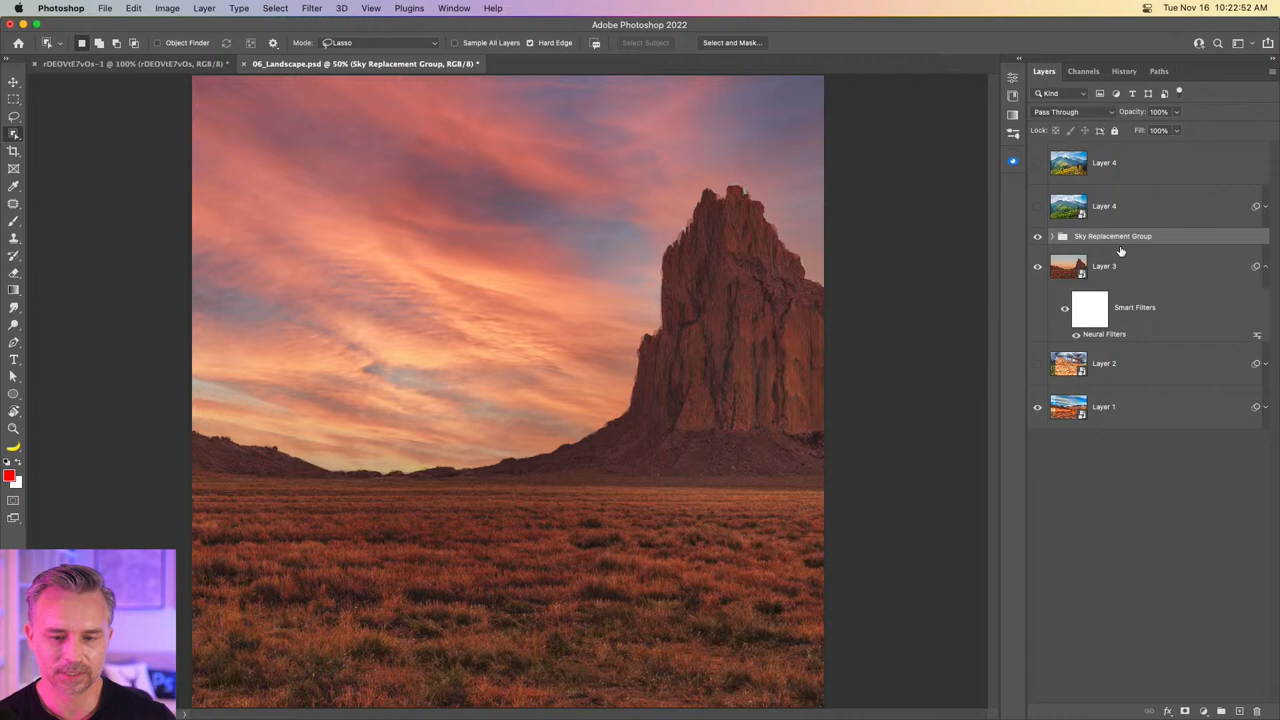 Photoshop File Edit Image Layer Type Select Filter 3D View Plugins Window Help Tue Nov 16 10:22:52 AM
Adobe Photoshop 2022
Object Finder Mode: Lasso Sample All Layers Hard Edge Select Subject Select and Mask...
rDEOVtE7vOs-1 @ 100% (rDEOVtE7vOs, RGB/8) * 06_Landscape.psd @ 50% (Sky Replacement Group, RGB/8) *
Layers Channels History Paths
Kind
Pass Through Opacity: 100%
Lock: Fill: 100%
Layer 4
Layer 4
Sky Replacement Group
Layer 3
Smart Filters
Neural Filters
Layer 2
Layer 1